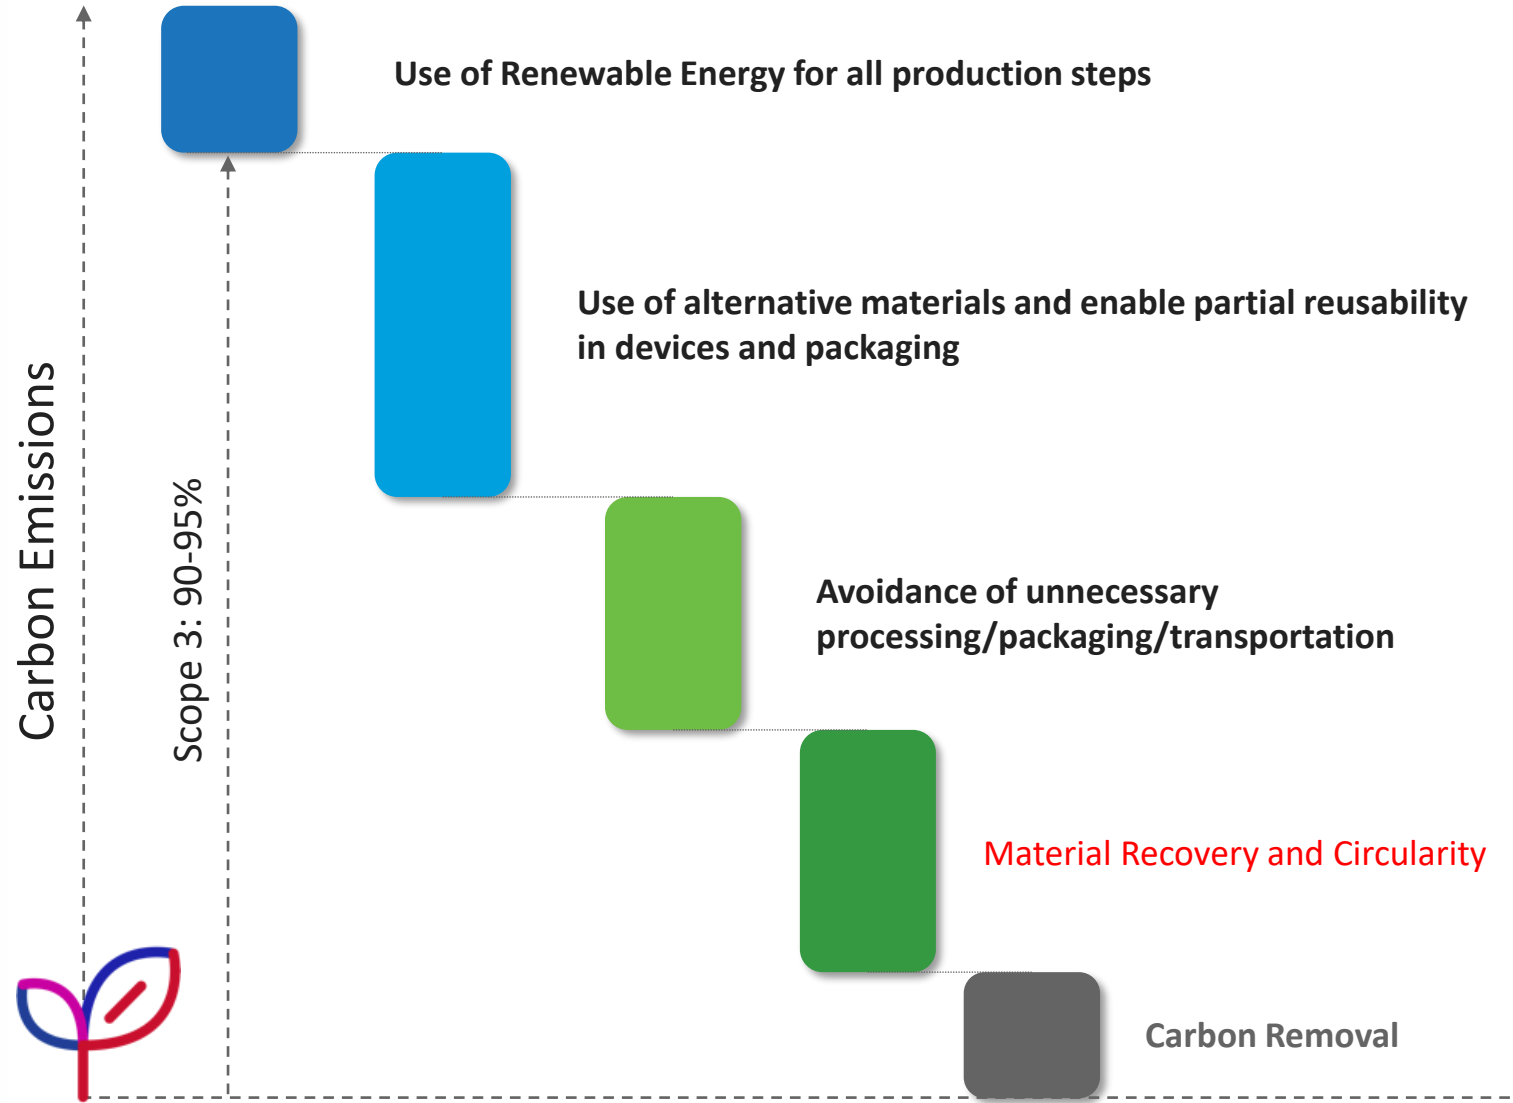 Carbon Emissions
Scope 3: 90-95%
Use of Renewable Energy for all production steps
Use of alternative materials and enable partial reusability
in devices and packaging
Avoidance of unnecessary
processing/packaging/transportation
Material Recovery and Circularity
Carbon Removal